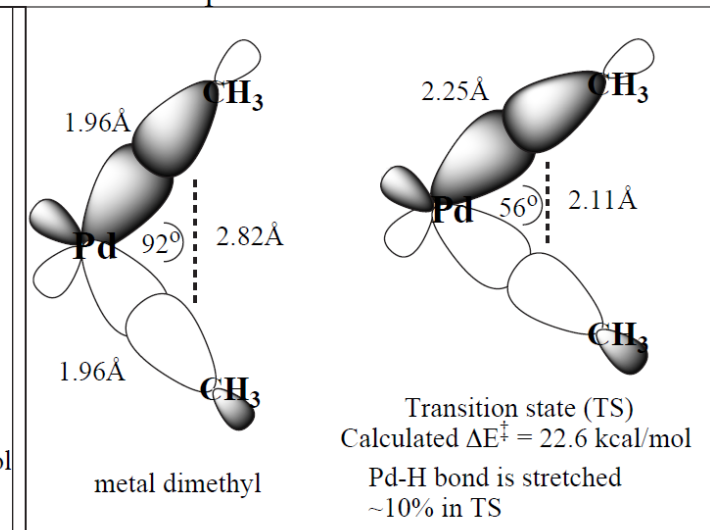 CH3
1.96Å
Pd
92°
2.82Å
1.96Å
CH3
metal dimethyl
CH3
2.25Å
Pd
56°
2.11Å
CH3
Transition state (TS)
Calculated ΔE‡ = 22.6 kcal/mol
Pd-H bond is stretched
~10% in TS